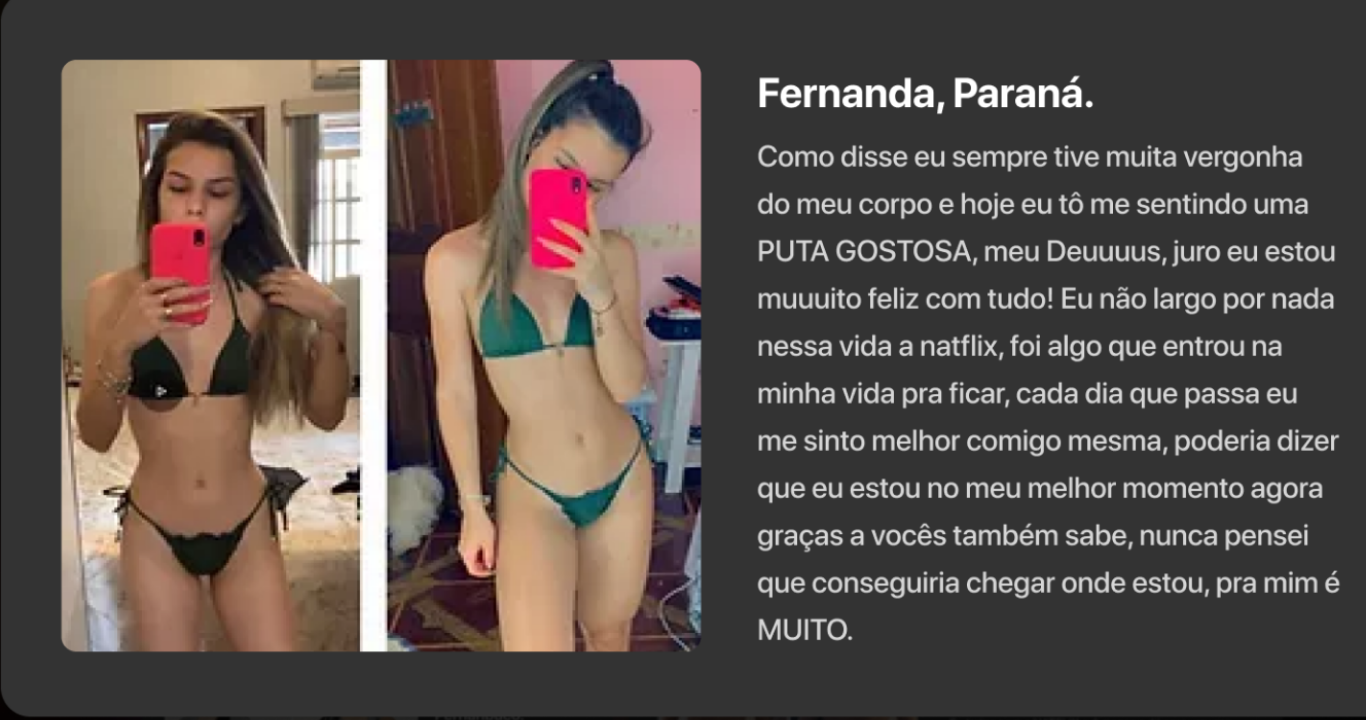 Fernanda, Paraná.
Como disse eu sempre tive muita vergonha
do meu corpo e hoje eu tô me sentindo uma
PUTA GOSTOSA, meu Deuuuus, juro eu estou
muuuito feliz com tudo! Eu não largo por nada
nessa vida a natflix, foi algo que entrou na
minha vida pra ficar, cada dia que passa eu
me sinto melhor comigo mesma, poderia dizer
que eu estou no meu melhor momento agora
graças a vocês também sabe, nunca pensei
que conseguiria chegar onde estou, pra mim é
MUITO.